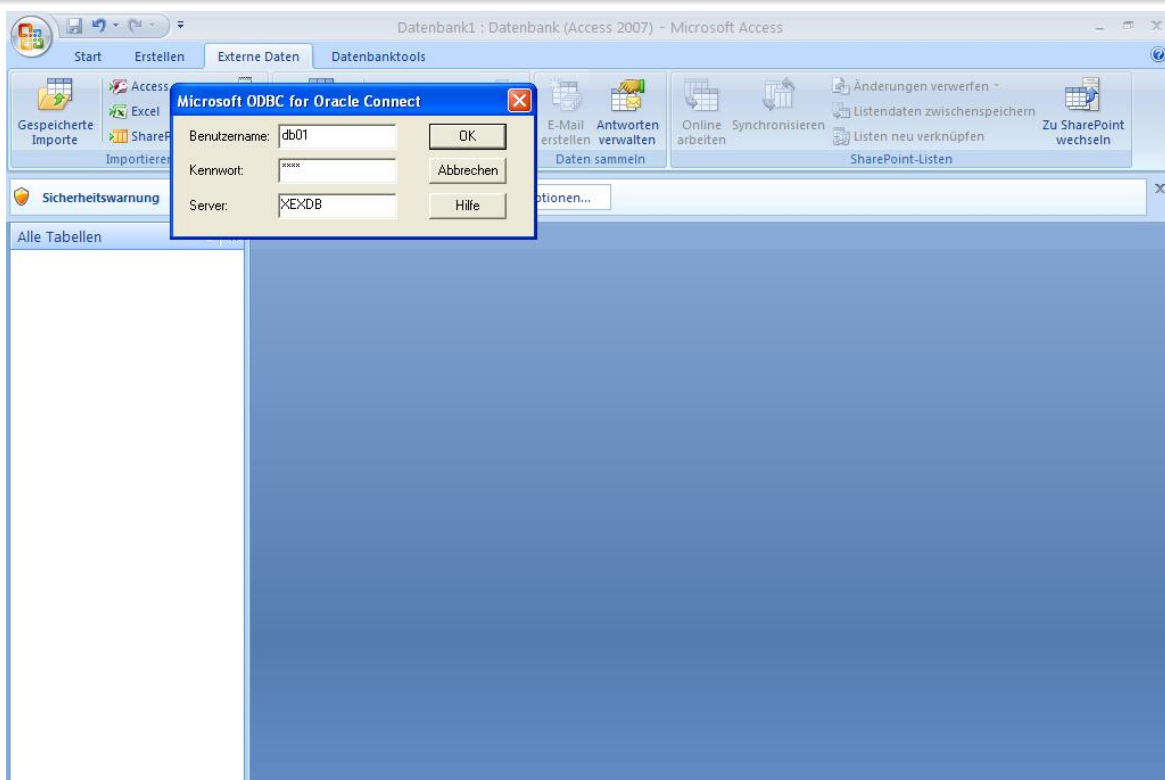 Datenbank1 : Datenbank (Access 2007) - Microsoft Access
Start Erstellen Externe Daten Datenbanktools
Gespeicherte Importe
Access
Excel
Importieren
Microsoft ODBC for Oracle Connect
Benutzername: db01 OK
Kennwort: **** Abbrechen
Server: XEXDB Hilfe
E-Mail erstellen
Antworten verwalten
Daten sammeln
Online arbeiten
Synchronisieren
Änderungen verwerfen
Listendaten zwischenspeichern
Listen neu verknüpfen
Zu SharePoint wechseln
SharePoint-Listen
Sicherheitswarnung
Alle Tabellen